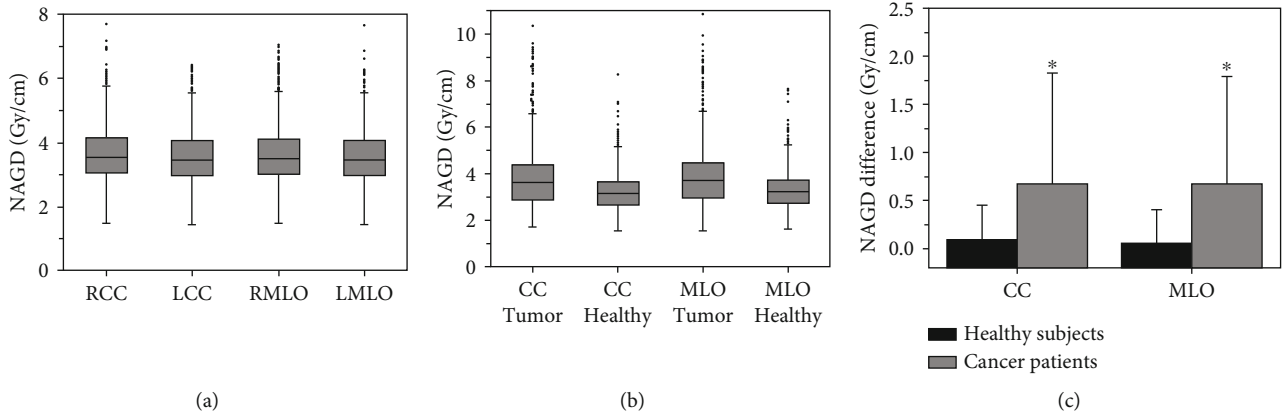 8
6
4
2
0
NAGD (Gy/cm)
RCC
LCC
RMLO
LMLO
(a)
10
8
6
4
2
0
NAGD (Gy/cm)
CC
Tumor
CC
Healthy
MLO
Tumor
MLO
Healthy
(b)
2.5
2.0
1.5
1.0
0.5
0.0
NAGD difference (Gy/cm)
*
*
CC
MLO
Healthy subjects
Cancer patients
(c)